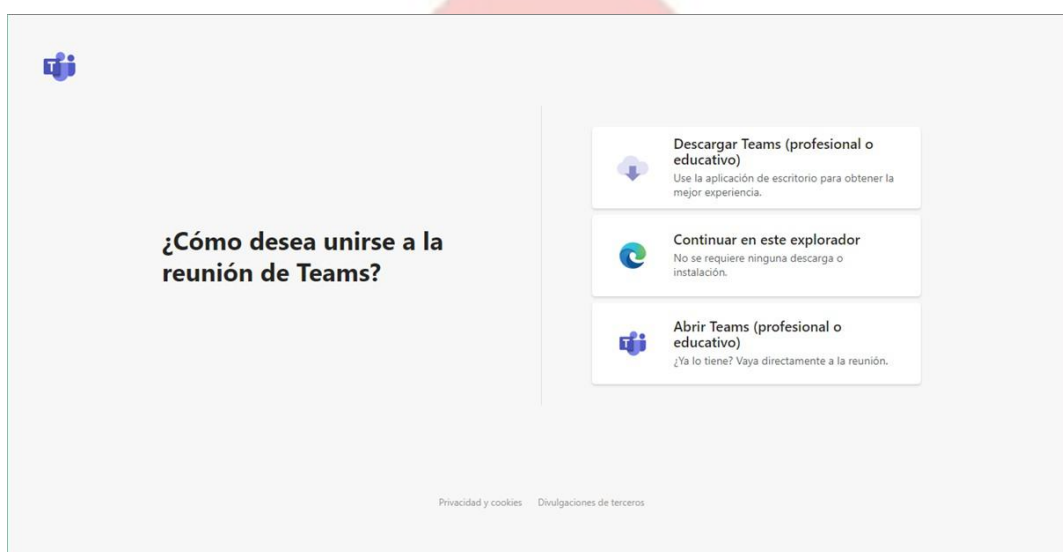 ¿Cómo desea unirse a la
reunión de Teams?
Descargar Teams (profesional o
educativo)
Use la aplicación de escritorio para obtener la
mejor experiencia.
Continuar en este explorador
No se requiere ninguna descarga o
instalación.
Abrir Teams (profesional o
educativo)
¿Ya lo tiene? Vaya directamente a la reunión.
Privacidad y cookies Divulgaciones de terceros